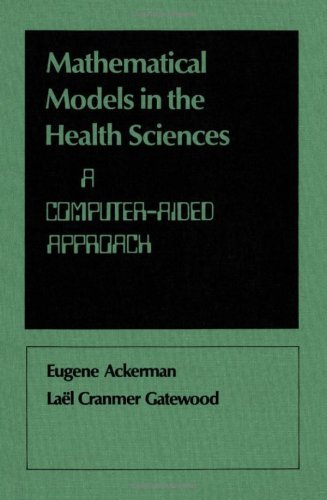 Mathematical
Models in the
Health Sciences
A
COMPUTER-AIDED
APPROACH
Eugene Ackerman
Laël Cranmer Gatewood